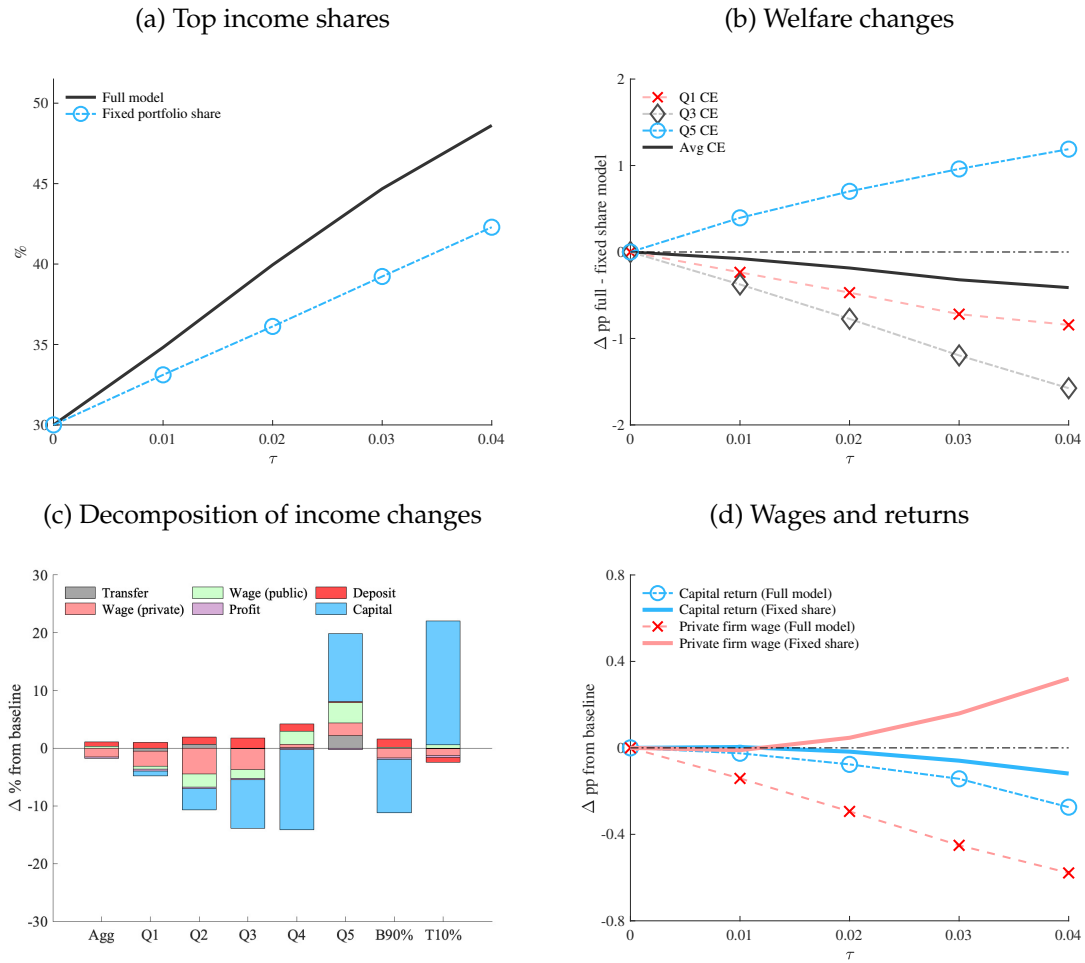 (a) Top income shares
Full model
Fixed portfolio share
50
45
40
35
30
%
0
0.01
0.02
0.03
0.04
τ
(b) Welfare changes
Q1 CE
Q3 CE
Q5 CE
Avg CE
2
1
0
-1
-2
Δ pp full - fixed share model
0
0.01
0.02
0.03
0.04
τ
(c) Decomposition of income changes
Transfer
Wage (private)
Wage (public)
Profit
Deposit
Capital
30
20
10
0
-10
-20
-30
Δ % from baseline
Agg
Q1
Q2
Q3
Q4
Q5
B90%
T10%
(d) Wages and returns
Capital return (Full model)
Capital return (Fixed share)
Private firm wage (Full model)
Private firm wage (Fixed share)
0.8
0.4
0
-0.4
-0.8
Δ pp from baseline
0
0.01
0.02
0.03
0.04
τ